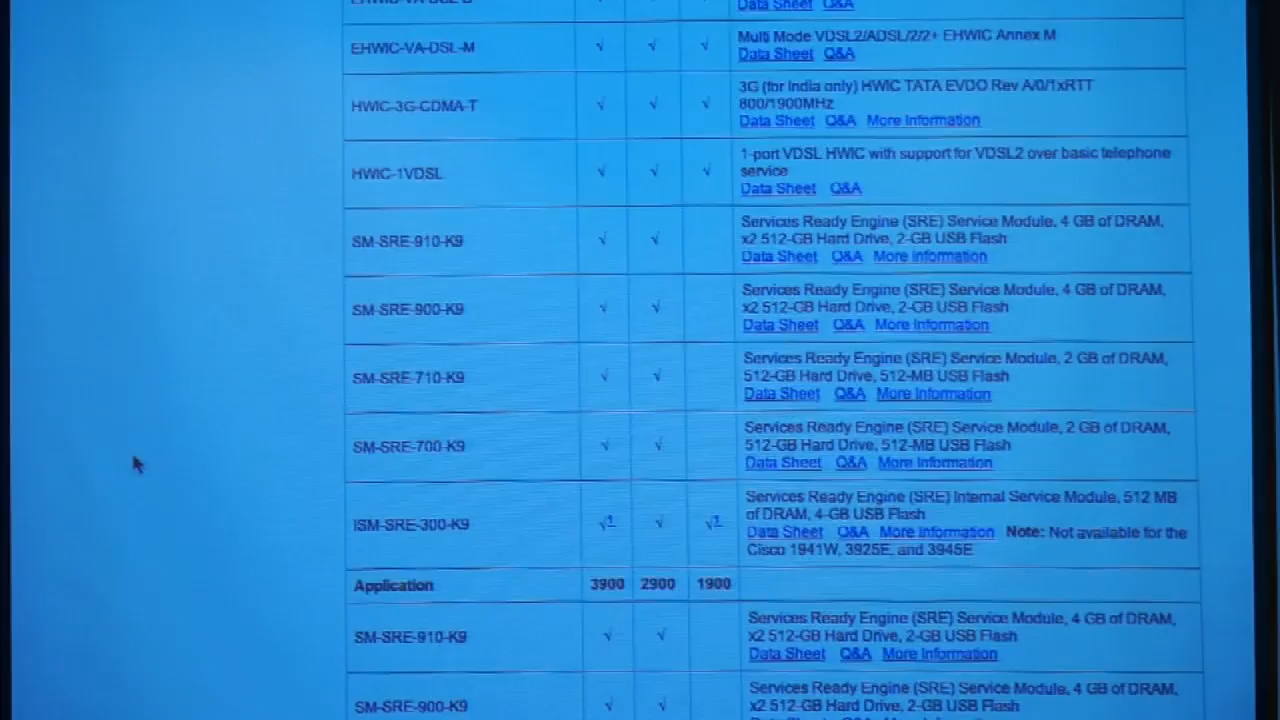 EHWIC-VA-DSL-B
Data Sheet Q&A
EHWIC-VA-DSL-M √ √ √ Multi Mode VDSL2/ADSL/2/2+ EHWIC Annex M
Data Sheet Q&A
HWIC-3G-CDMA-T √ √ √ 3G (for India only) HWIC TATA EVDO Rev A/0/1xRTT
800/1900MHz
Data Sheet Q&A More Information
HWIC-1VDSL √ √ √ 1-port VDSL HWIC with support for VDSL2 over basic telephone
service
Data Sheet Q&A
SM-SRE-910-K9 √ √ Services Ready Engine (SRE) Service Module, 4 GB of DRAM,
x2 512-GB Hard Drive, 2-GB USB Flash
Data Sheet Q&A More Information
SM-SRE-900-K9 √ √ Services Ready Engine (SRE) Service Module, 4 GB of DRAM,
x2 512-GB Hard Drive, 2-GB USB Flash
Data Sheet Q&A More Information
SM-SRE-710-K9 √ √ Services Ready Engine (SRE) Service Module, 2 GB of DRAM,
512-GB Hard Drive, 512-MB USB Flash
Data Sheet Q&A More Information
SM-SRE-700-K9 √ √ Services Ready Engine (SRE) Service Module, 2 GB of DRAM,
512-GB Hard Drive, 512-MB USB Flash
Data Sheet Q&A More Information
ISM-SRE-300-K9 √1 √ √1 Services Ready Engine (SRE) Internal Service Module, 512 MB
of DRAM, 4-GB USB Flash
Data Sheet Q&A More Information Note: Not available for the
Cisco 1941W, 3925E, and 3945E
Application 3900 2900 1900
SM-SRE-910-K9 √ √ Services Ready Engine (SRE) Service Module, 4 GB of DRAM,
x2 512-GB Hard Drive, 2-GB USB Flash
Data Sheet Q&A More Information
SM-SRE-900-K9 √ √ Services Ready Engine (SRE) Service Module, 4 GB of DRAM,
x2 512-GB Hard Drive, 2-GB USB Flash